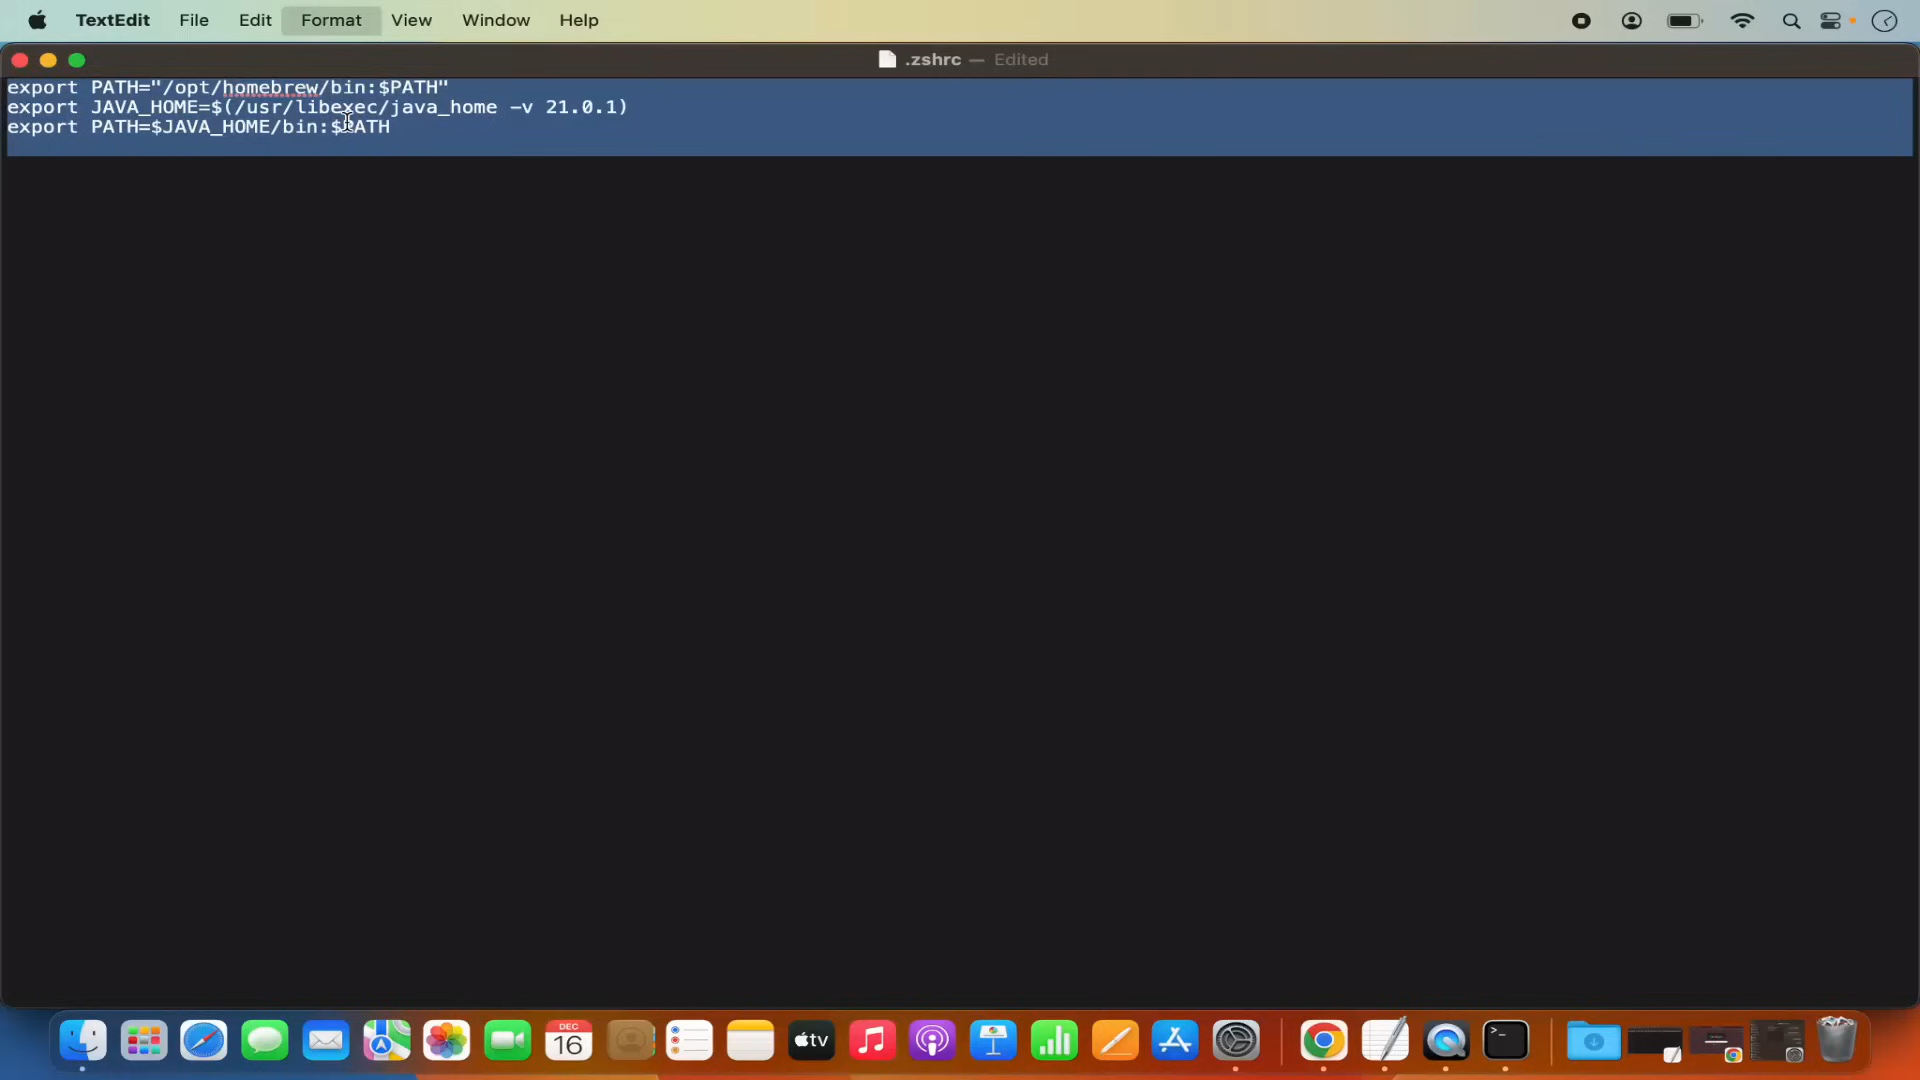 TextEdit File Edit Format View Window Help
.zshrc — Edited
export PATH="/opt/homebrew/bin:$PATH"
export JAVA_HOME=$(/usr/libexec/java_home -v 21.0.1)
export PATH=$JAVA_HOME/bin:$PATH
DEC
16
tv
>_